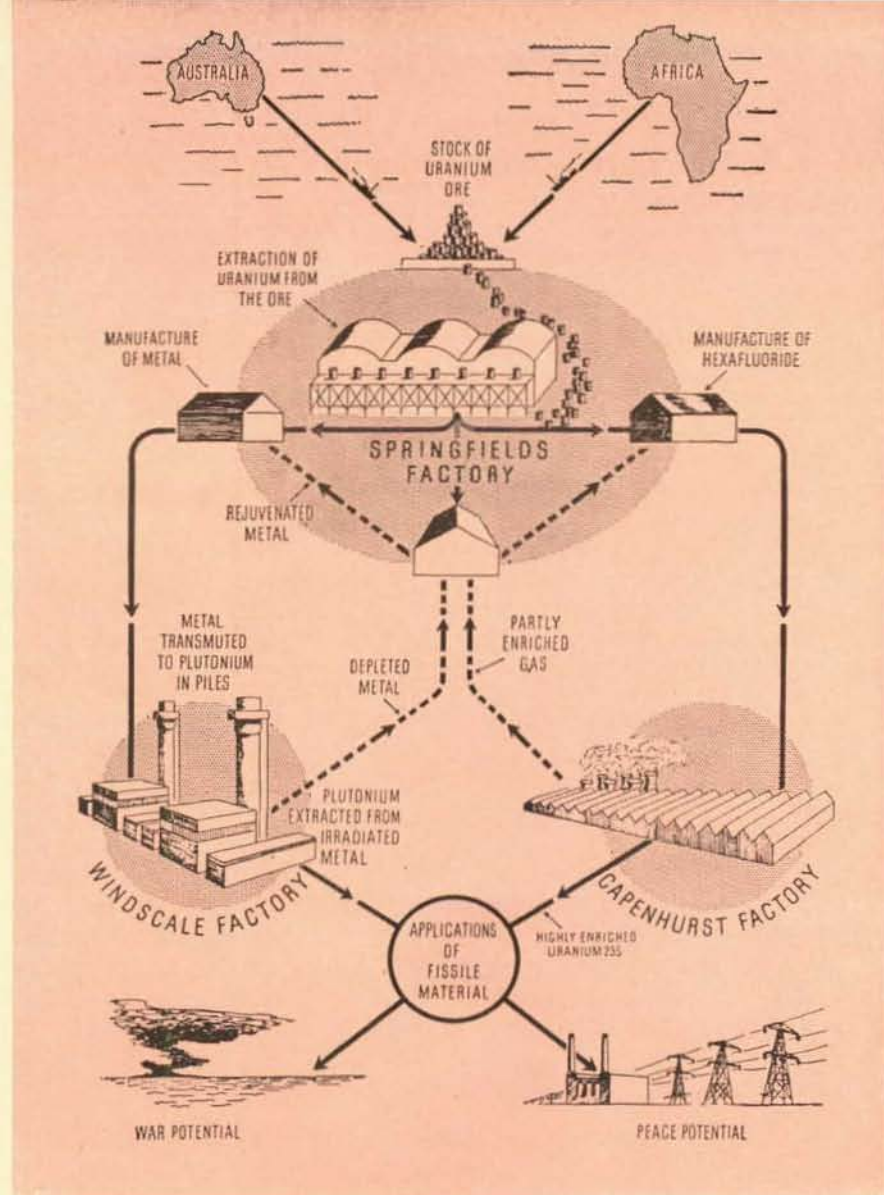 AUSTRALIA
AFRICA
STOCK OF
URANIUM
ORE
EXTRACTION OF
URANIUM FROM
THE ORE
MANUFACTURE
OF METAL
MANUFACTURE OF
HEXAFLUORIDE
SPRINGFIELDS
FACTORY
REJUVENATED
METAL
METAL
TRANSMUTED
TO PLUTONIUM
IN PILES
DEPLETED
METAL
PARTLY
ENRICHED
GAS
PLUTONIUM
EXTRACTED FROM
IRRADIATED
METAL
WINDSCALE FACTORY
CAPENHURST FACTORY
APPLICATIONS
OF
FISSILE
MATERIAL
HIGHLY ENRICHED
URANIUM 235
WAR POTENTIAL
PEACE POTENTIAL